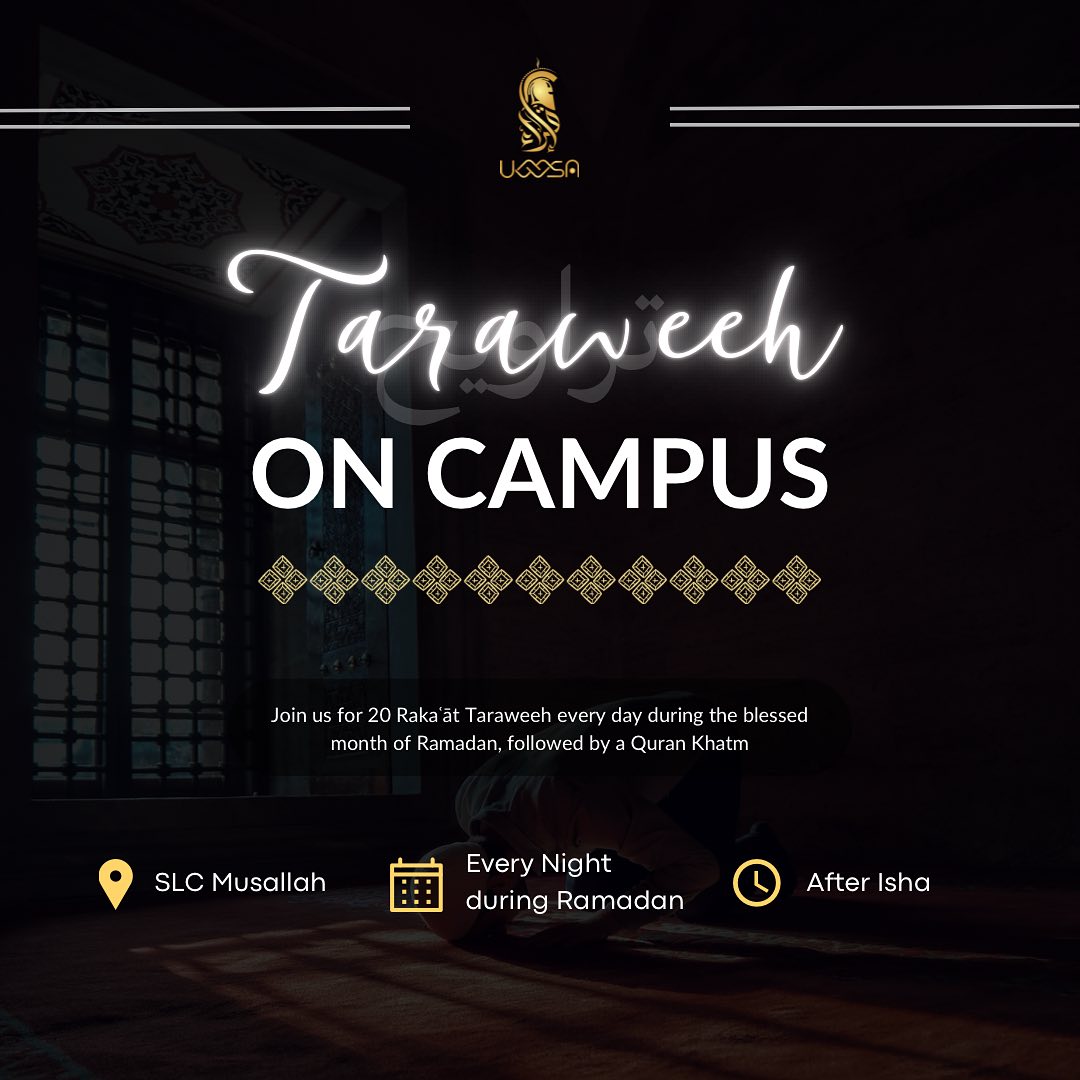 Taraweeh
تراويح
ON CAMPUS
Join us for 20 Rakaʿāt Taraweeh every day during the blessed
month of Ramadan, followed by a Quran Khatm
SLC Musallah
Every Night
during Ramadan
After Isha